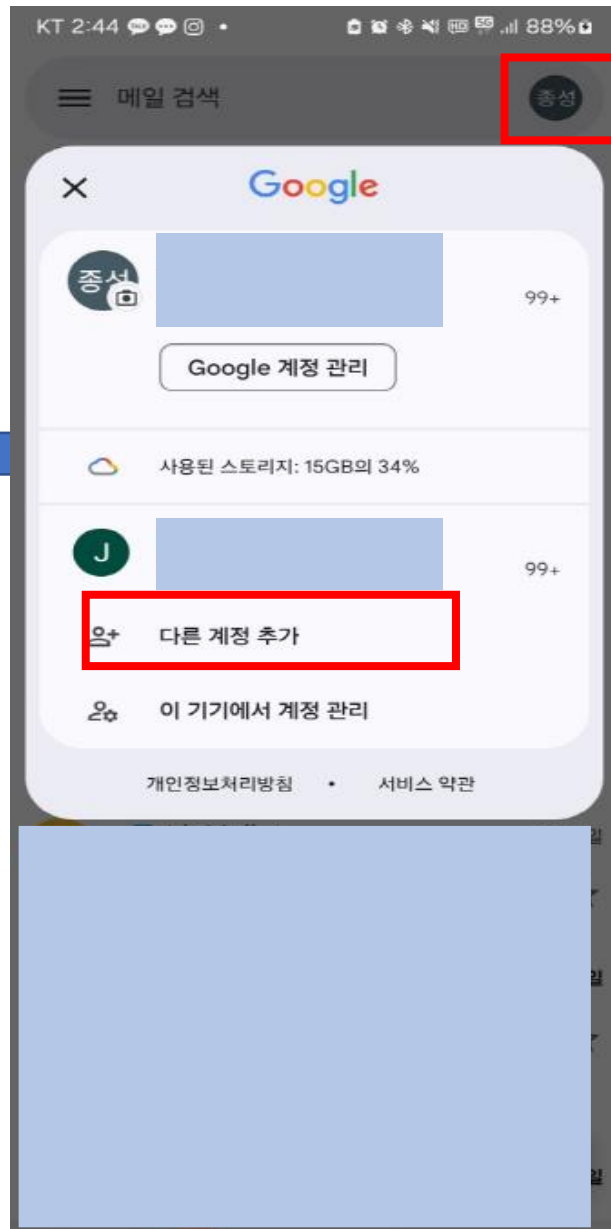 KT 2:44
88%
메일 검색
종성
Google
종성
99+
Google 계정 관리
사용된 스토리지: 15GB의 34%
J
99+
다른 계정 추가
이 기기에서 계정 관리
개인정보처리방침 • 서비스 약관
일
일
일